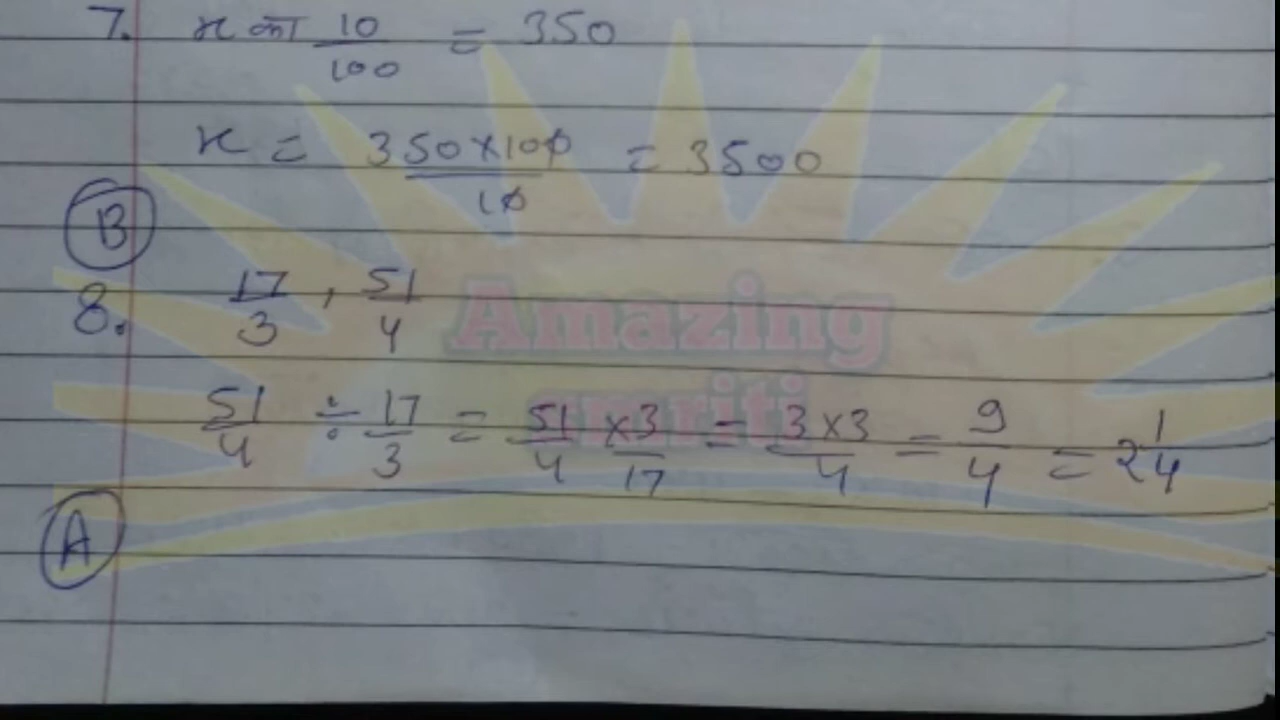 7. x का 10/100 = 350
x = 350×100/10 = 3500
B
8. 17/3, 51/4
51/4 ÷ 17/3 = 51/4 × 3/17 = 3×3/4 = 9/4 = 2 1/4
A
Amazing
smriti